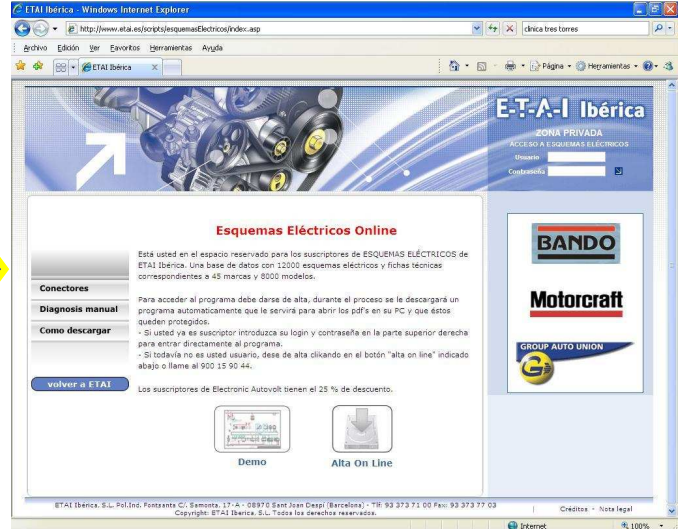 ETAI Ibérica - Windows Internet Explorer
http://www.etai.es/scripts/esquemasElectricos/index.asp
clinica tres torres
Archivo Edición Ver Favoritos Herramientas Ayuda
ETAI Ibérica
Página
Herramientas
E-T-A-I Ibérica
ZONA PRIVADA
ACCESO A ESQUEMAS ELÉCTRICOS
Usuario
Contraseña
Esquemas Eléctricos Online
Está usted en el espacio reservado para los suscriptores de ESQUEMAS ELÉCTRICOS de
ETAI Ibérica. Una base de datos con 12000 esquemas eléctricos y fichas técnicas
correspondientes a 45 marcas y 8000 modelos.
Conectores
Diagnosis manual
Como descargar
volver a ETAI
Para acceder al programa debe darse de alta, durante el proceso se le descargará un
programa automaticamente que le servirá para abrir los pdf's en su PC y que éstos
queden protegidos.
- Si usted ya es suscriptor introduzca su login y contraseña en la parte superior derecha
para entrar directamente al programa.
- Si todavía no es usted usuario, dese de alta clikando en el botón "alta on line" indicado
abajo o llame al 900 15 90 44.
Los suscriptores de Electronic Autovolt tienen el 25 % de descuento.
Demo
Alta On Line
BANDO
Motorcraft
GROUP AUTO UNION
G
ETAI Ibérica, S.L. Pol.Ind. Fontsanta C/. Samonta, 17-A - 08970 Sant Joan Despí (Barcelona) - Tlf: 93 373 71 00 Fax: 93 373 77 03
Copyright: ETAI Ibérica, S.L. Todos los derechos reservados.
Créditos - Nota legal
Internet
100%